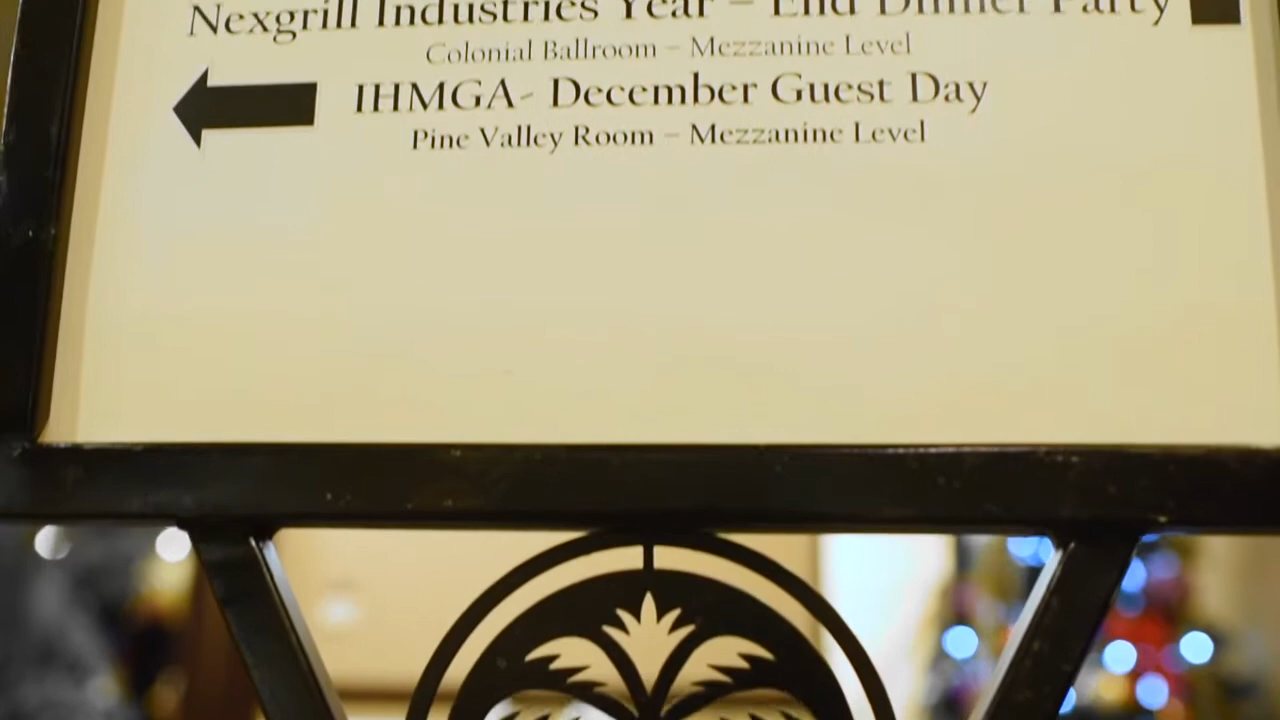 Nexgrill Industries Year – End Dinner Party
Colonial Ballroom – Mezzanine Level
IHMGA- December Guest Day
Pine Valley Room – Mezzanine Level